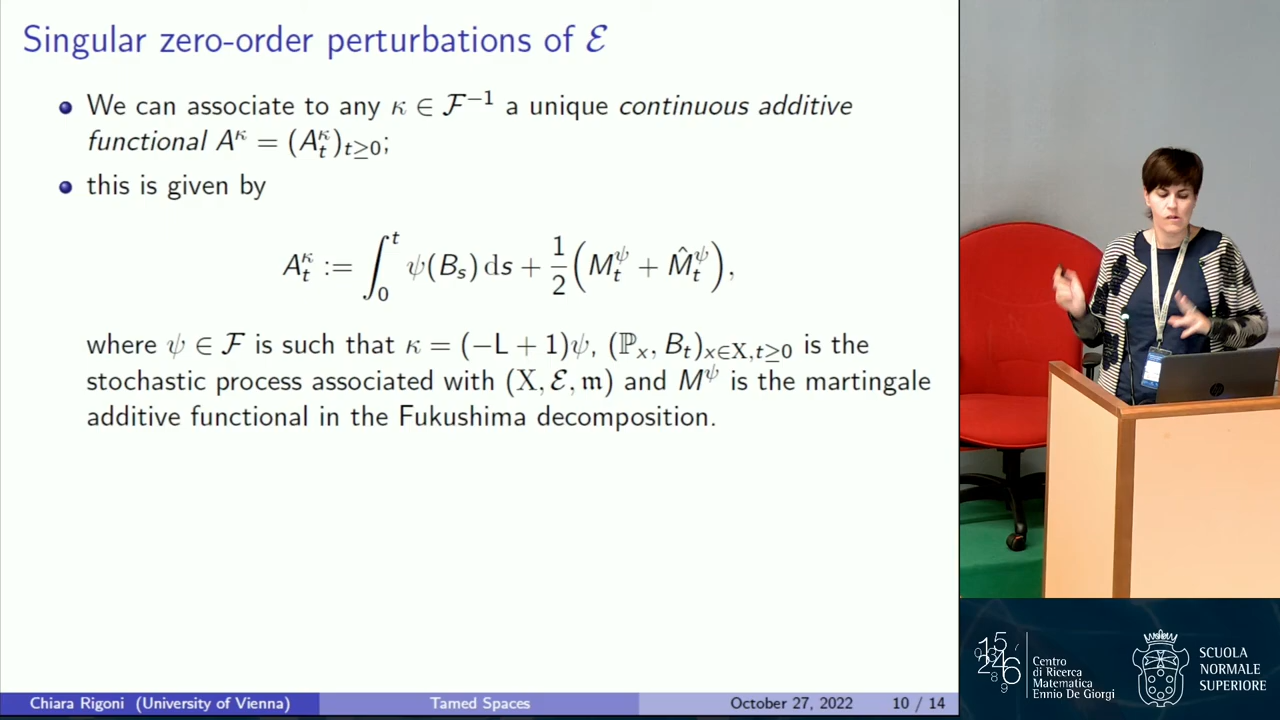 Singular zero-order perturbations of ℰ
We can associate to any κ ∈ ℱ⁻¹ a unique continuous additive
functional Aᵏ = (Aₜᵏ)ₜ≥₀;
this is given by
Aₜᵏ := ∫₀ᵗ ψ(Bₛ) ds + 1/2 (Mₜ^ψ + M̂ₜ^ψ),
where ψ ∈ ℱ is such that κ = (−L + 1)ψ, (ℙₓ, Bₜ)ₓ∈X,ₜ≥₀ is the
stochastic process associated with (X, ℰ, 𝔪) and M^ψ is the martingale
additive functional in the Fukushima decomposition.
Chiara Rigoni (University of Vienna) Tamed Spaces October 27, 2022 10 / 14
Centro
di Ricerca
Matematica
Ennio De Giorgi
SCUOLA
NORMALE
SUPERIORE